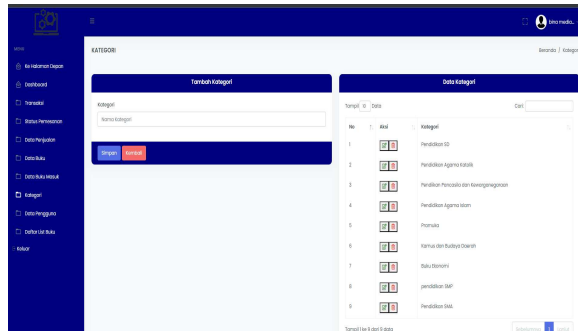 bina media..
MENU
Ke Halaman Depan
Dashboard
Transaksi
Status Pemesanan
Data Penjualan
Data Buku
Data Buku Masuk
Kategori
Data Pengguna
Daftar List Buku
Keluar
KATEGORI
Beranda / Kategori
Tambah Kategori
Kategori
Nama Kategori
Simpan Kembali
Data Kategori
Tampil Data
Cari:
No Aksi Kategori
1 Pendidikan SD
2 Pendidikan Agama Katolik
3 Pendidikan Pancasila dan Kewarganegaraan
4 Pendidikan Agama Islam
5 Pramuka
6 Kamus dan Budaya Daerah
7 Buku Ekonomi
8 pendidikan SMP
9 Pendidikan SMA
Tampil 1 ke 9 dari 9 data
Sebelumnya 1 Lanjut